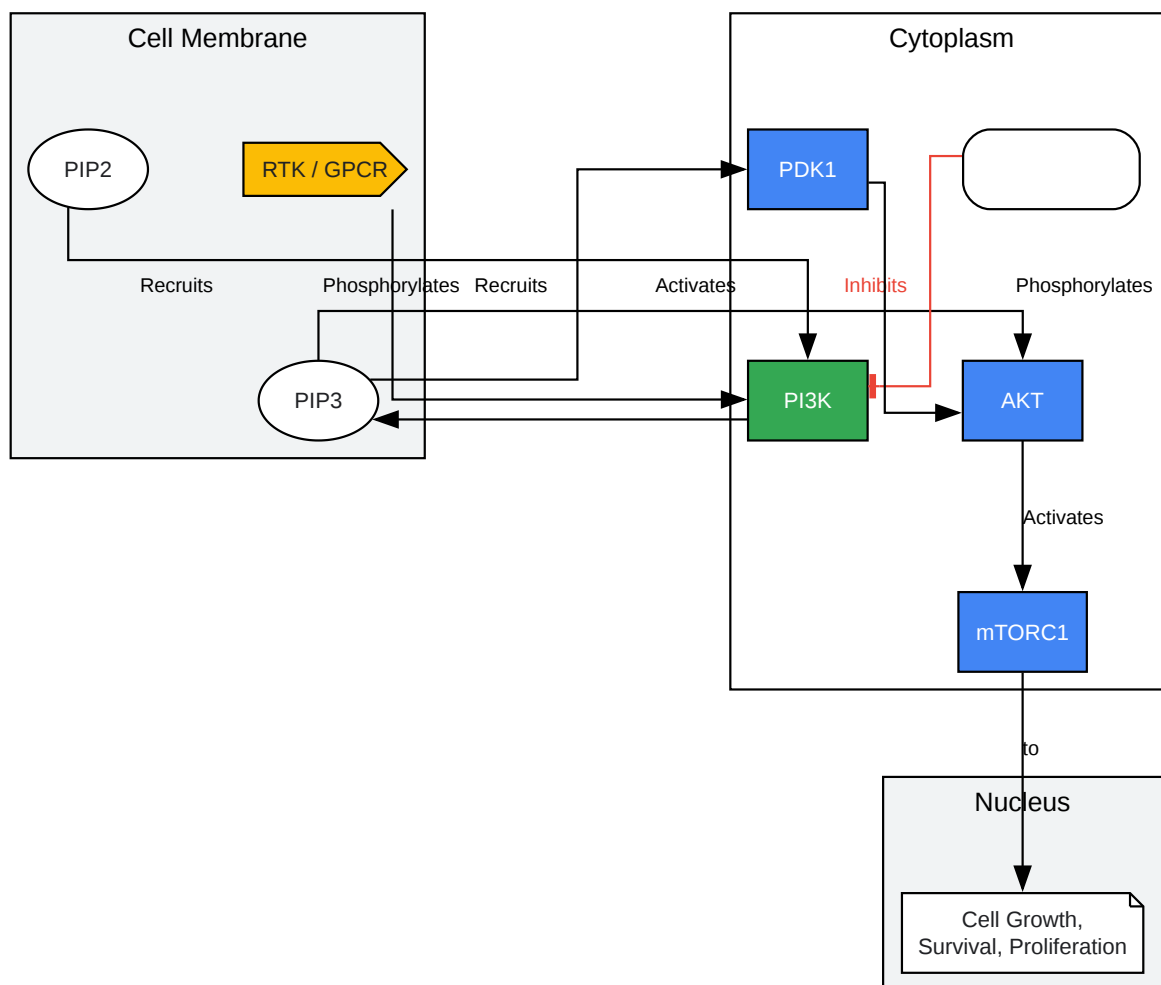 Cell Membrane
Cytoplasm
PIP2
RTK / GPCR
PDK1
Recruits
Phosphorylates
Recruits
Activates
Inhibits
Phosphorylates
PIP3
PI3K
AKT
Activates
mTORC1
to
Nucleus
Cell Growth,
Survival, Proliferation